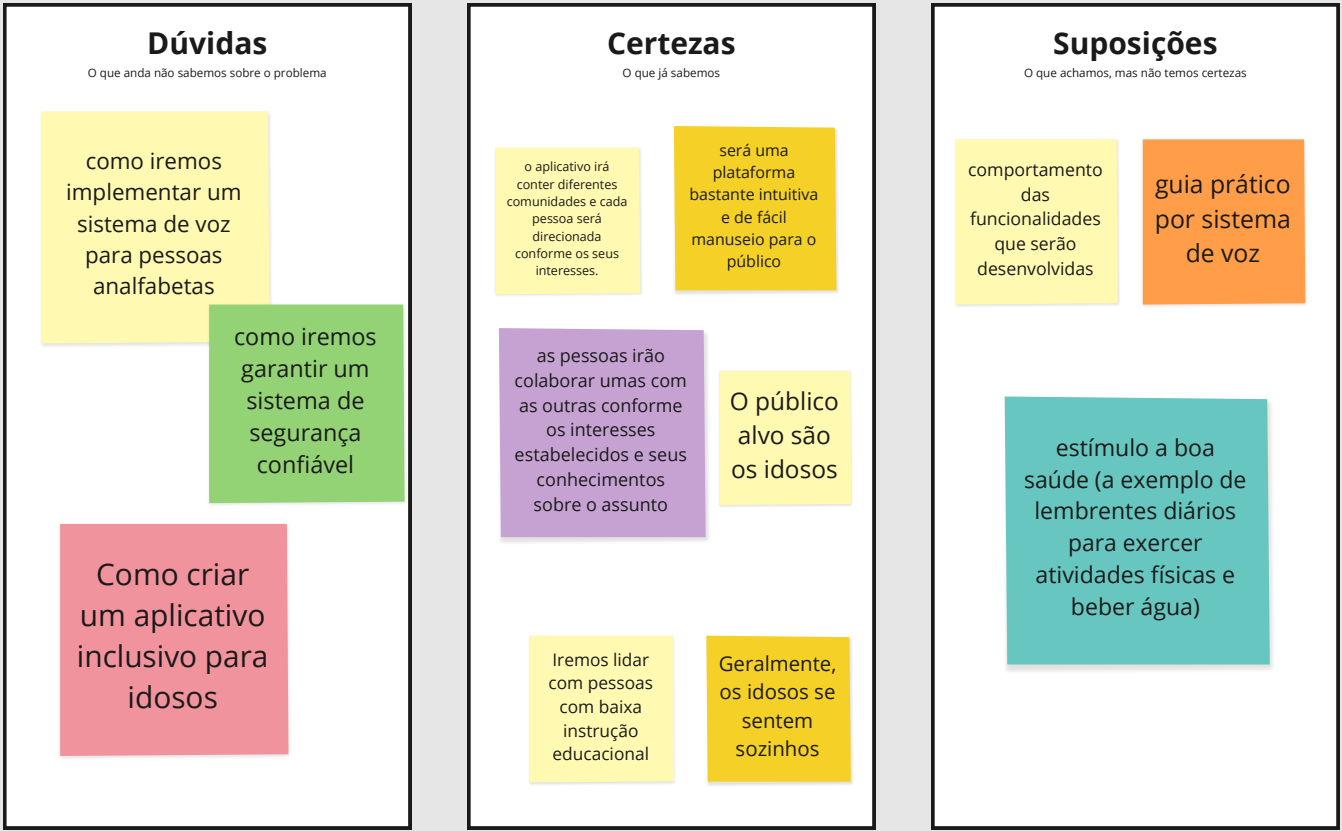 Dúvidas
O que anda não sabemos sobre o problema
como iremos
implementar um
sistema de voz
para pessoas
analfabetas
como iremos
garantir um
sistema de
segurança
confiável
Como criar
um aplicativo
inclusivo para
idosos
Certezas
O que já sabemos
o aplicativo irá
conter diferentes
comunidades e cada
pessoa será
direcionada
conforme os seus
interesses.
será uma
plataforma
bastante intuitiva
e de fácil
manuseio para o
público
as pessoas irão
colaborar umas com
as outras conforme
os interesses
estabelecidos e seus
conhecimentos
sobre o assunto
O público
alvo são
os idosos
Iremos lidar
com pessoas
com baixa
instrução
educacional
Geralmente,
os idosos se
sentem
sozinhos
Suposições
O que achamos, mas não temos certezas
comportamento
das
funcionalidades
que serão
desenvolvidas
guia prático
por sistema
de voz
estímulo a boa
saúde (a exemplo de
lembrentes diários
para exercer
atividades físicas e
beber água)